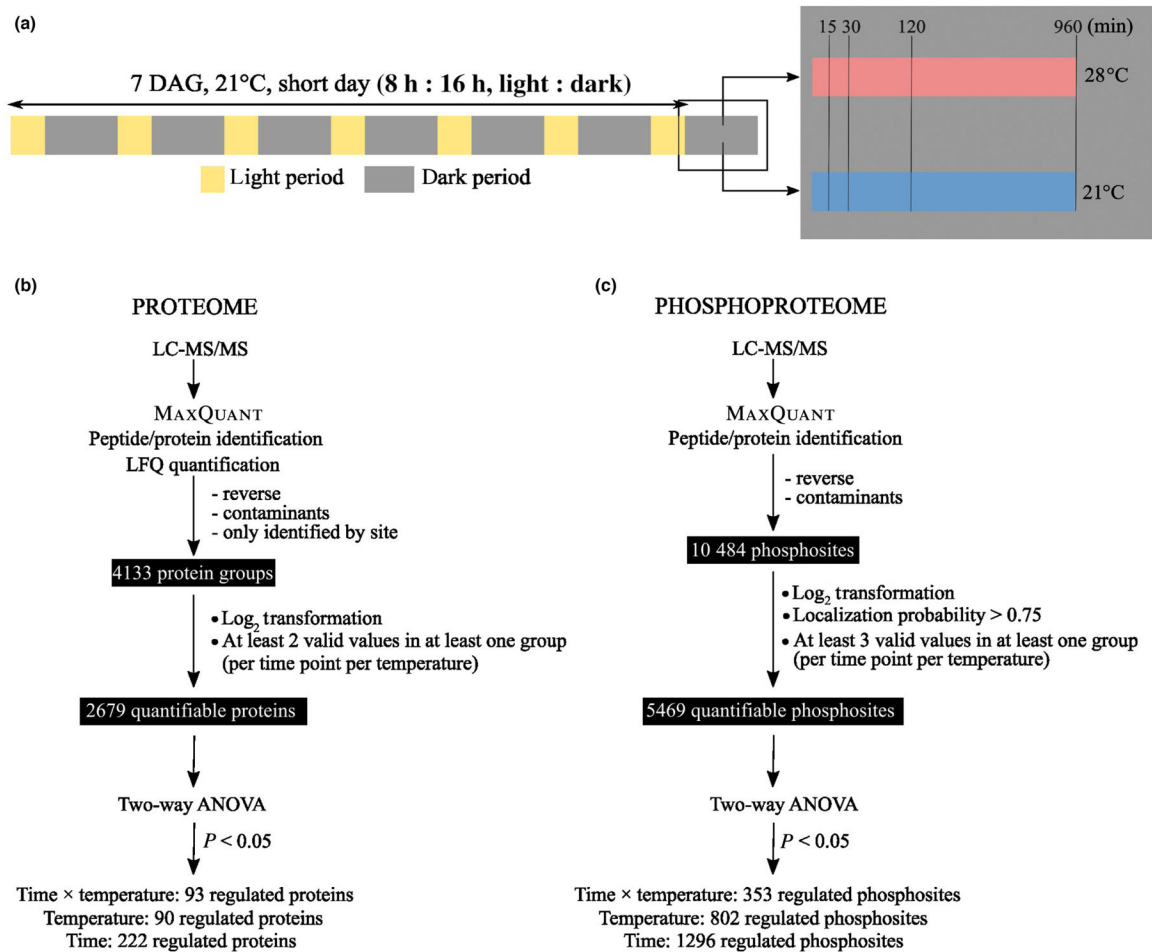 (a)
7 DAG, 21°C, short day (8 h : 16 h, light : dark)
Light period
Dark period
15 30 120 960 (min)
28°C
21°C
(b)
PROTEOME
LC-MS/MS
MAXQUANT
Peptide/protein identification
LFQ quantification
- reverse
- contaminants
- only identified by site
4133 protein groups
• Log₂ transformation
• At least 2 valid values in at least one group
(per time point per temperature)
2679 quantifiable proteins
Two-way ANOVA
P < 0.05
Time × temperature: 93 regulated proteins
Temperature: 90 regulated proteins
Time: 222 regulated proteins
(c)
PHOSPHOPROTEOME
LC-MS/MS
MAXQUANT
Peptide/protein identification
- reverse
- contaminants
10 484 phosphosites
• Log₂ transformation
• Localization probability > 0.75
• At least 3 valid values in at least one group
(per time point per temperature)
5469 quantifiable phosphosites
Two-way ANOVA
P < 0.05
Time × temperature: 353 regulated phosphosites
Temperature: 802 regulated phosphosites
Time: 1296 regulated phosphosites